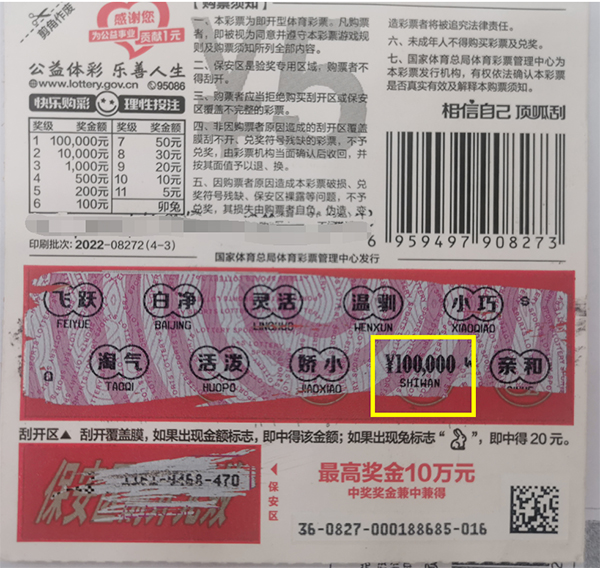 剪角作废
感谢您
为公益事业贡献1元
公益体彩 乐善人生
www.lottery.gov.cn 95086
快乐购彩 理性投注
奖级 奖金额 奖级 奖金额
1 100,000元 7 50元
2 10,000元 8 30元
3 1,000元 9 20元
4 500元 10 10元
5 200元 11 5元
6 100元 卯兔
印刷批次: 2022-08272(4-3)
【购票须知】
一、本彩票为即开型体育彩票。凡购票
者，即被视为同意并遵守本彩票游戏规
则及购票须知所列全部内容。
二、保安区是验奖专用区域，购票者不
得刮开。
三、购票者应当拒绝购买刮开区或保安
区覆盖不完整的彩票。
四、非因购票者原因造成的刮开区覆盖
膜刮不开、兑奖符号残缺的彩票，不予
兑奖，由彩票机构当面确认后收回，并
按其面值予以退、换。
五、因购票者原因造成本彩票破损、兑
奖符号残缺、保安区裸露等问题，不予
兑奖，其损失由购票者自负。伪造、变
造彩票者将被追究法律责任。
六、未成年人不得购买彩票及兑奖。
七、国家体育总局体育彩票管理中心为
本彩票发行机构，有权依法确认本彩票
是否真实有效及解释本购票须知。
相信自己 顶呱刮
6 959497 908273
国家体育总局体育彩票管理中心发行
飞跃 白净 灵活 温驯 小巧 S
FEIYUE BAIJING WENXUN XIAOQIAO
淘气 活泼 娇小 ¥100,000 亲和
Q TAOQI HUOPO JIAOXIAO SHIWAN
刮开区▲ 刮开覆盖膜，如果出现金额标志，即中得该金额；如果出现兔标志“ ”，即中得 20 元。
保安区
最高奖金10万元
中奖奖金兼中兼得
36-0827-000188685-016